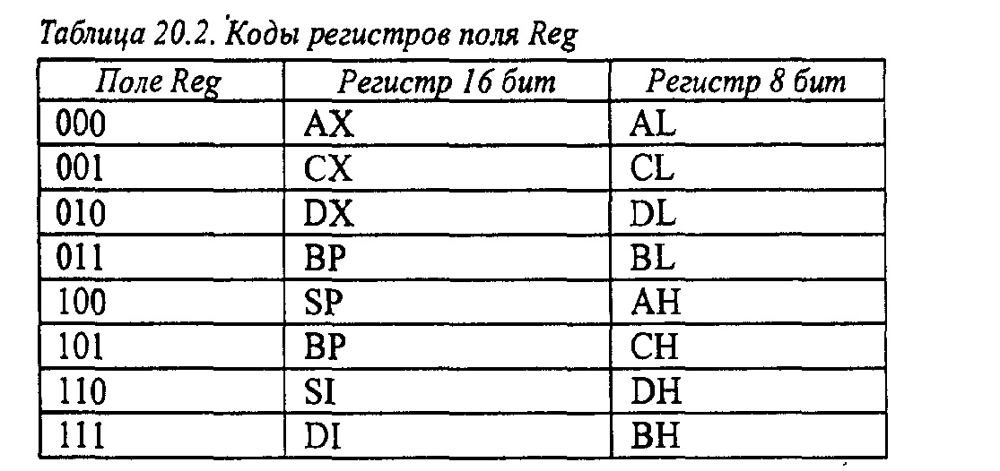 Таблица 20.2. Коды регистров поля Reg
Поле Reg Регистр 16 бит Регистр 8 бит
000 AX AL
001 CX CL
010 DX DL
011 BP BL
100 SP AH
101 BP CH
110 SI DH
111 DI BH